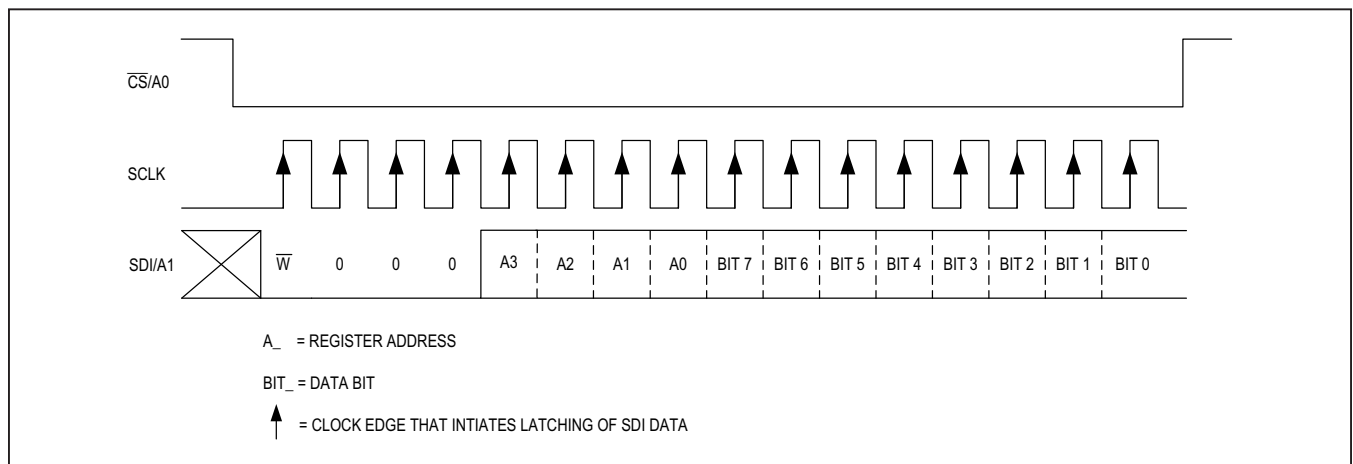 C̅S̅/A0
SCLK
SDI/A1 W̅ 0 0 0 A3 A2 A1 A0 BIT 7 BIT 6 BIT 5 BIT 4 BIT 3 BIT 2 BIT 1 BIT 0
A_ = REGISTER ADDRESS
BIT_ = DATA BIT
= CLOCK EDGE THAT INTIATES LATCHING OF SDI DATA